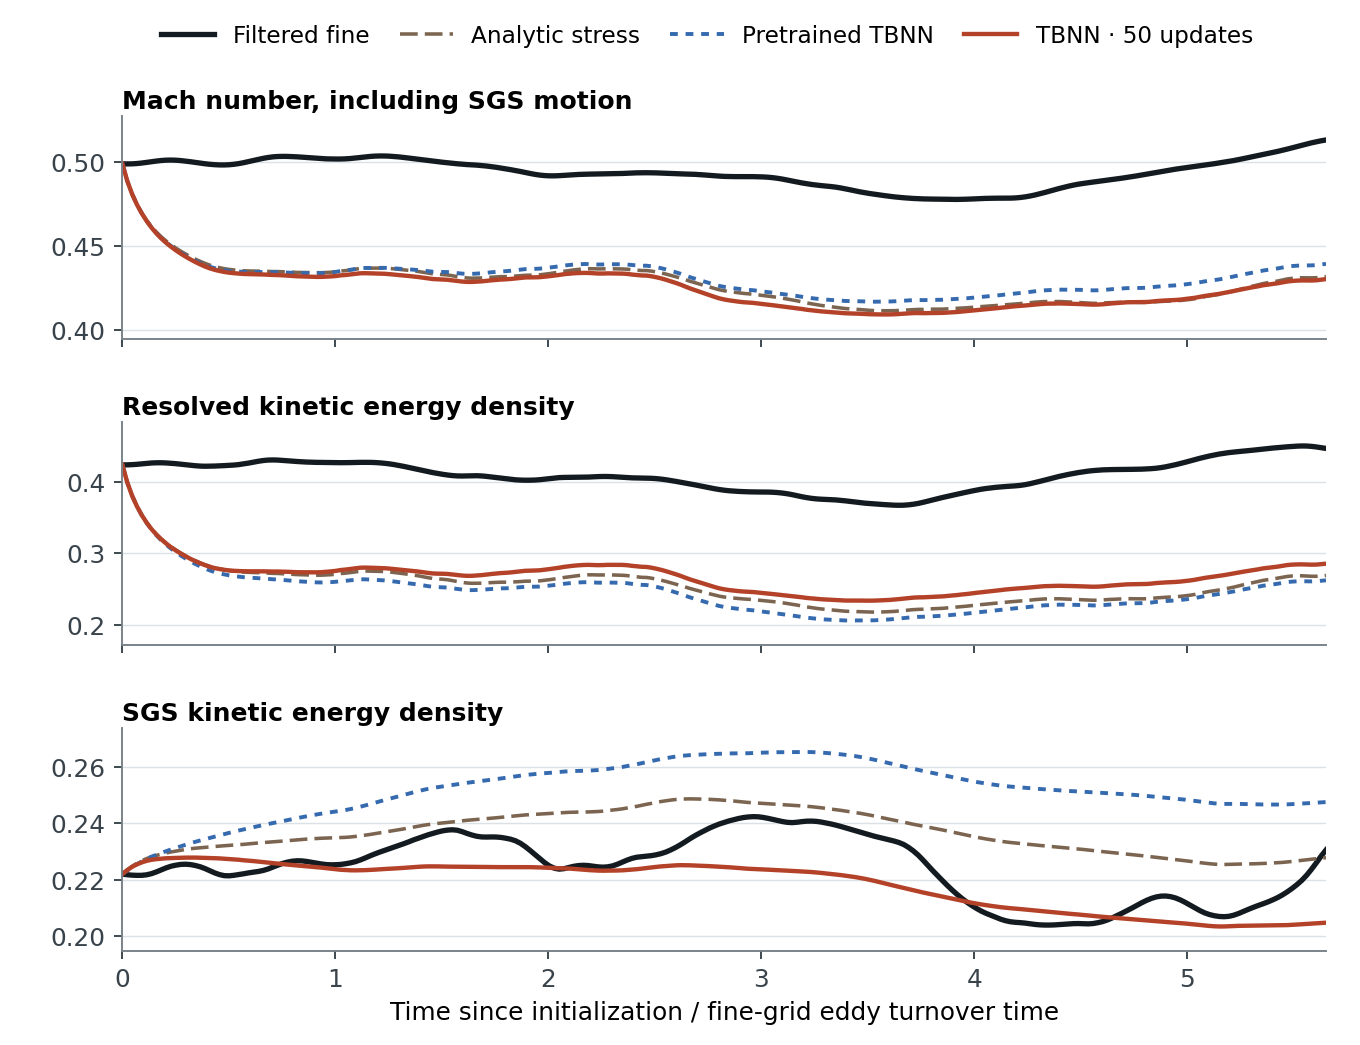 Filtered fine Analytic stress Pretrained TBNN TBNN · 50 updates
Mach number, including SGS motion
0.50
0.45
0.40
Resolved kinetic energy density
0.4
0.3
0.2
SGS kinetic energy density
0.26
0.24
0.22
0.20
0 1 2 3 4 5
Time since initialization / fine-grid eddy turnover time